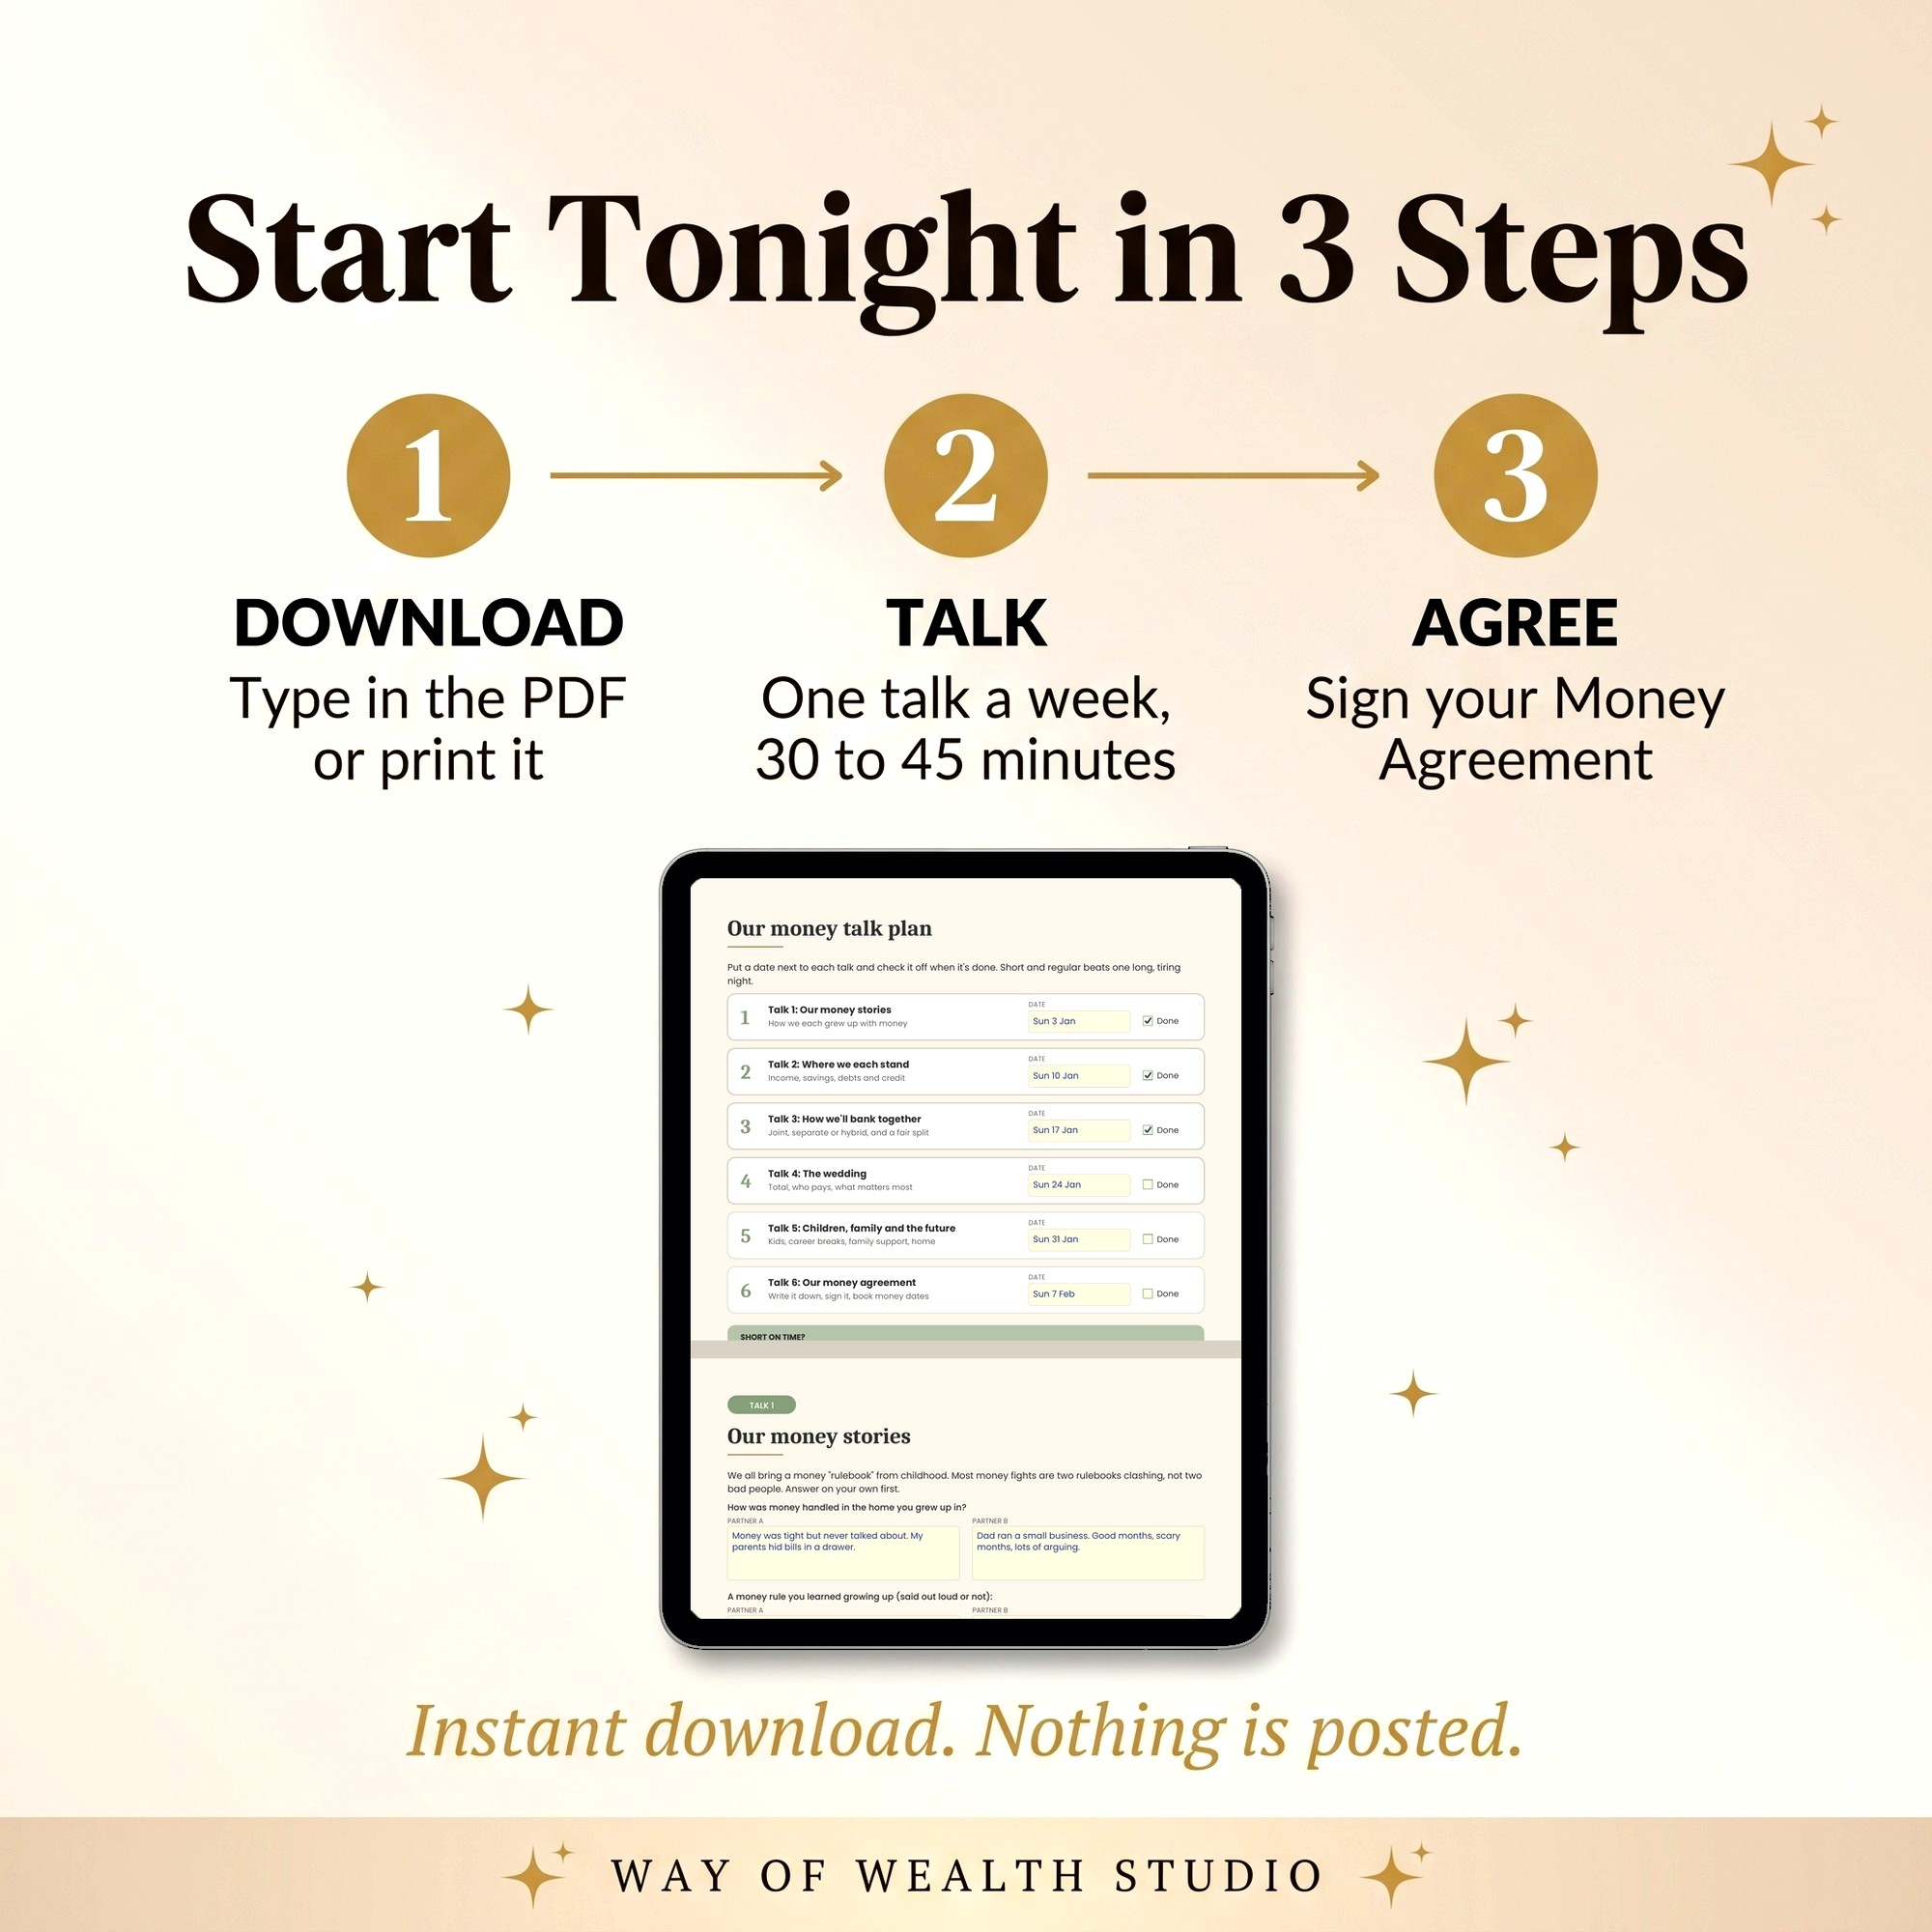 Start Tonight in 3 Steps
1
2
3
DOWNLOAD
Type in the PDF
or print it
TALK
One talk a week,
30 to 45 minutes
AGREE
Sign your Money
Agreement
Our money talk plan
Put a date next to each talk and check it off when it's done. Short and regular beats one long, tiring
night.
1
Talk 1: Our money stories
How we each grew up with money
DATE
Sun 3 Jan
Done
2
Talk 2: Where we each stand
Income, savings, debts and credit
DATE
Sun 10 Jan
Done
3
Talk 3: How we'll bank together
Joint, separate or hybrid, and a fair split
DATE
Sun 17 Jan
Done
4
Talk 4: The wedding
Total, who pays, what matters most
DATE
Sun 24 Jan
Done
5
Talk 5: Children, family and the future
Kids, career breaks, family support, home
DATE
Sun 31 Jan
Done
6
Talk 6: Our money agreement
Write it down, sign it, book money dates
DATE
Sun 7 Feb
Done
SHORT ON TIME?
TALK 1
Our money stories
We all bring a money "rulebook" from childhood. Most money fights are two rulebooks clashing, not two
bad people. Answer on your own first.
How was money handled in the home you grew up in?
PARTNER A
Money was tight but never talked about. My
parents hid bills in a drawer.
PARTNER B
Dad ran a small business. Good months, scary
months, lots of arguing.
A money rule you learned growing up (said out loud or not):
PARTNER A
PARTNER B
Instant download. Nothing is posted.
WAY OF WEALTH STUDIO